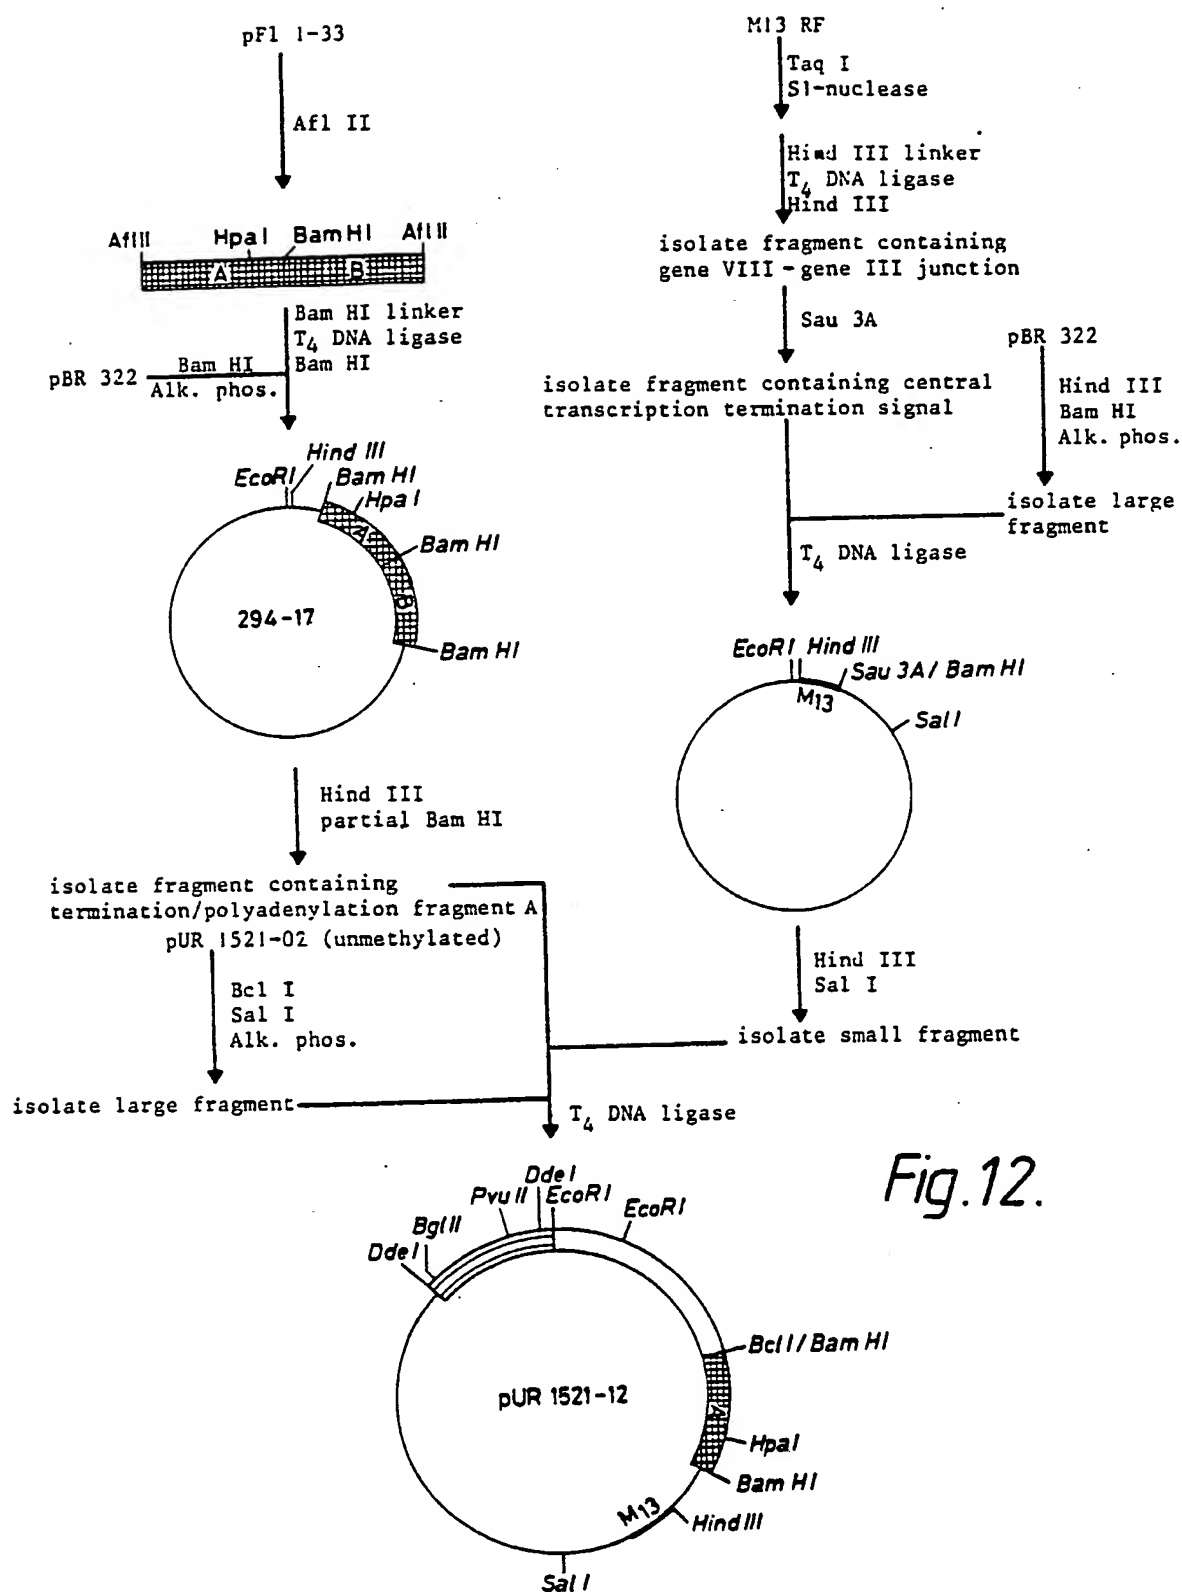 pF1 1-33
Afl II
AflII HpaI BamHI AflII
A B
Bam HI linker
T4 DNA ligase
Bam HI
pBR 322
Bam HI
Alk. phos.
EcoRI
Hind III
Bam HI
HpaI
A
Bam HI
B
Bam HI
294-17
Hind III
partial Bam HI
isolate fragment containing
termination/polyadenylation fragment A
pUR 1521-02 (unmethylated)
Bcl I
Sal I
Alk. phos.
isolate large fragment
M13 RF
Taq I
S1-nuclease
Hind III linker
T4 DNA ligase
Hind III
isolate fragment containing
gene VIII - gene III junction
Sau 3A
isolate fragment containing central
transcription termination signal
pBR 322
Hind III
Bam HI
Alk. phos.
isolate large
fragment
T4 DNA ligase
EcoRI Hind III
Sau 3A / Bam HI
M13
Sal I
Hind III
Sal I
isolate small fragment
T4 DNA ligase
Fig.12.
DdeI
BglII
PvuII
DdeI
EcoRI
EcoRI
BclI/Bam HI
A
HpaI
Bam HI
Hind III
M13
Sal I
pUR 1521-12